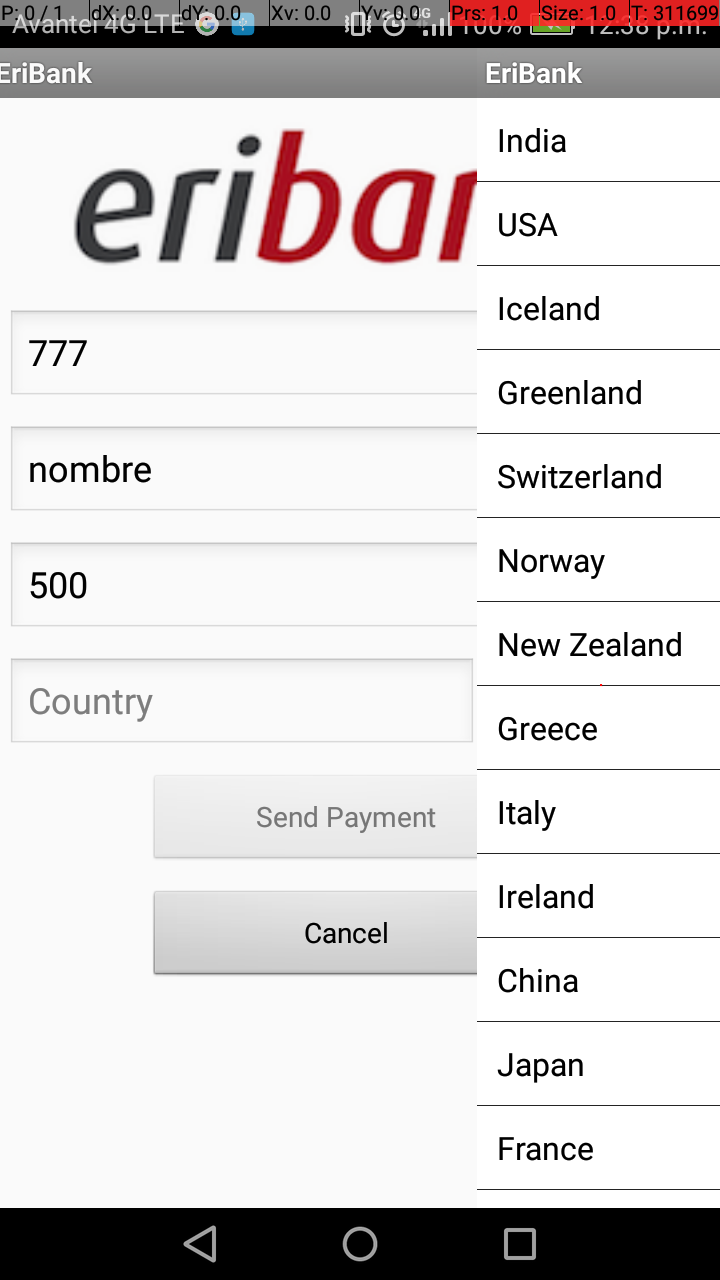 P: 0 / 1 dX: 0.0 dY: 0.0 Xv: 0.0 Yv: 0.0 Prs: 1.0 Size: 1.0 T: 311699
Avantel 4G LTE 4G 100% 12:38 p.m.
EriBank
eriban
777
nombre
500
Country
Send Payment
Cancel
EriBank
India
USA
Iceland
Greenland
Switzerland
Norway
New Zealand
Greece
Italy
Ireland
China
Japan
France